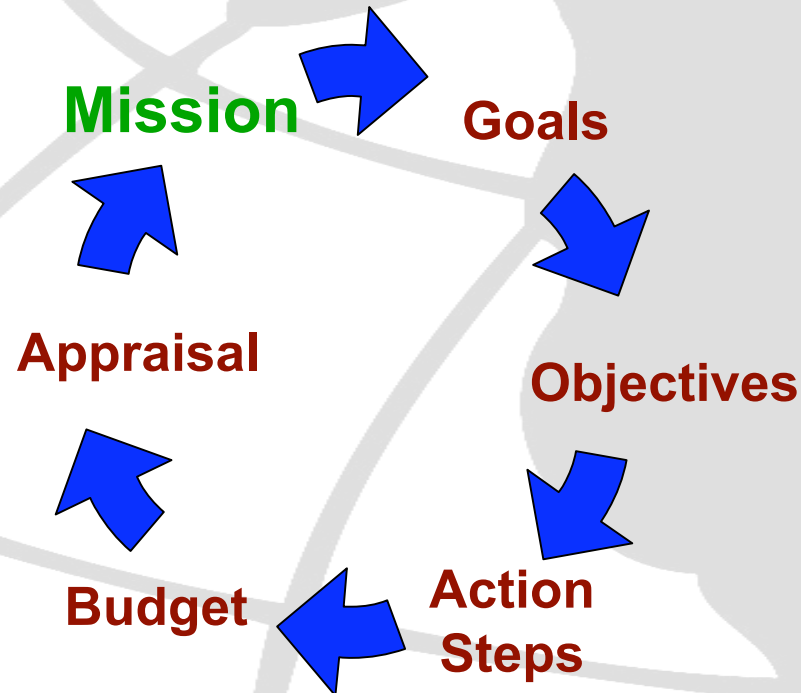 Mission
Goals
Objectives
Action
Steps
Budget
Appraisal